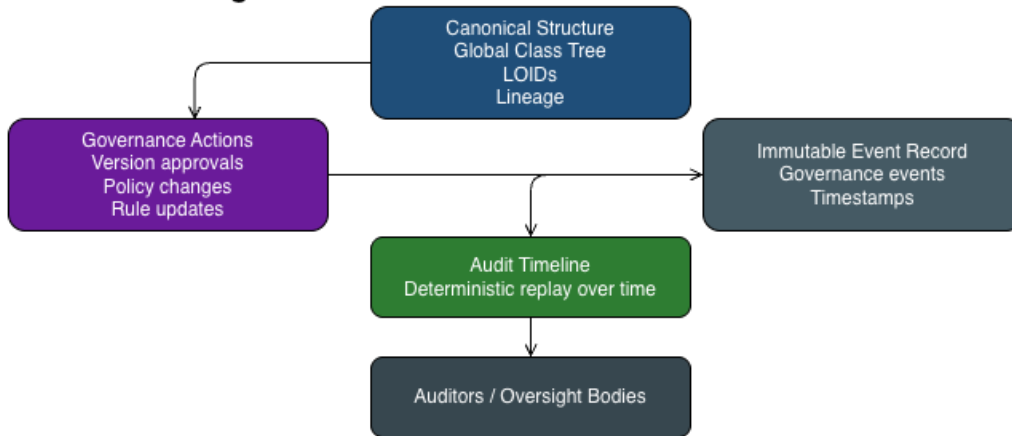 Canonical Structure
Global Class Tree
LOIDs
Lineage
Governance Actions
Version approvals
Policy changes
Rule updates
Immutable Event Record
Governance events
Timestamps
Audit Timeline
Deterministic replay over time
Auditors / Oversight Bodies